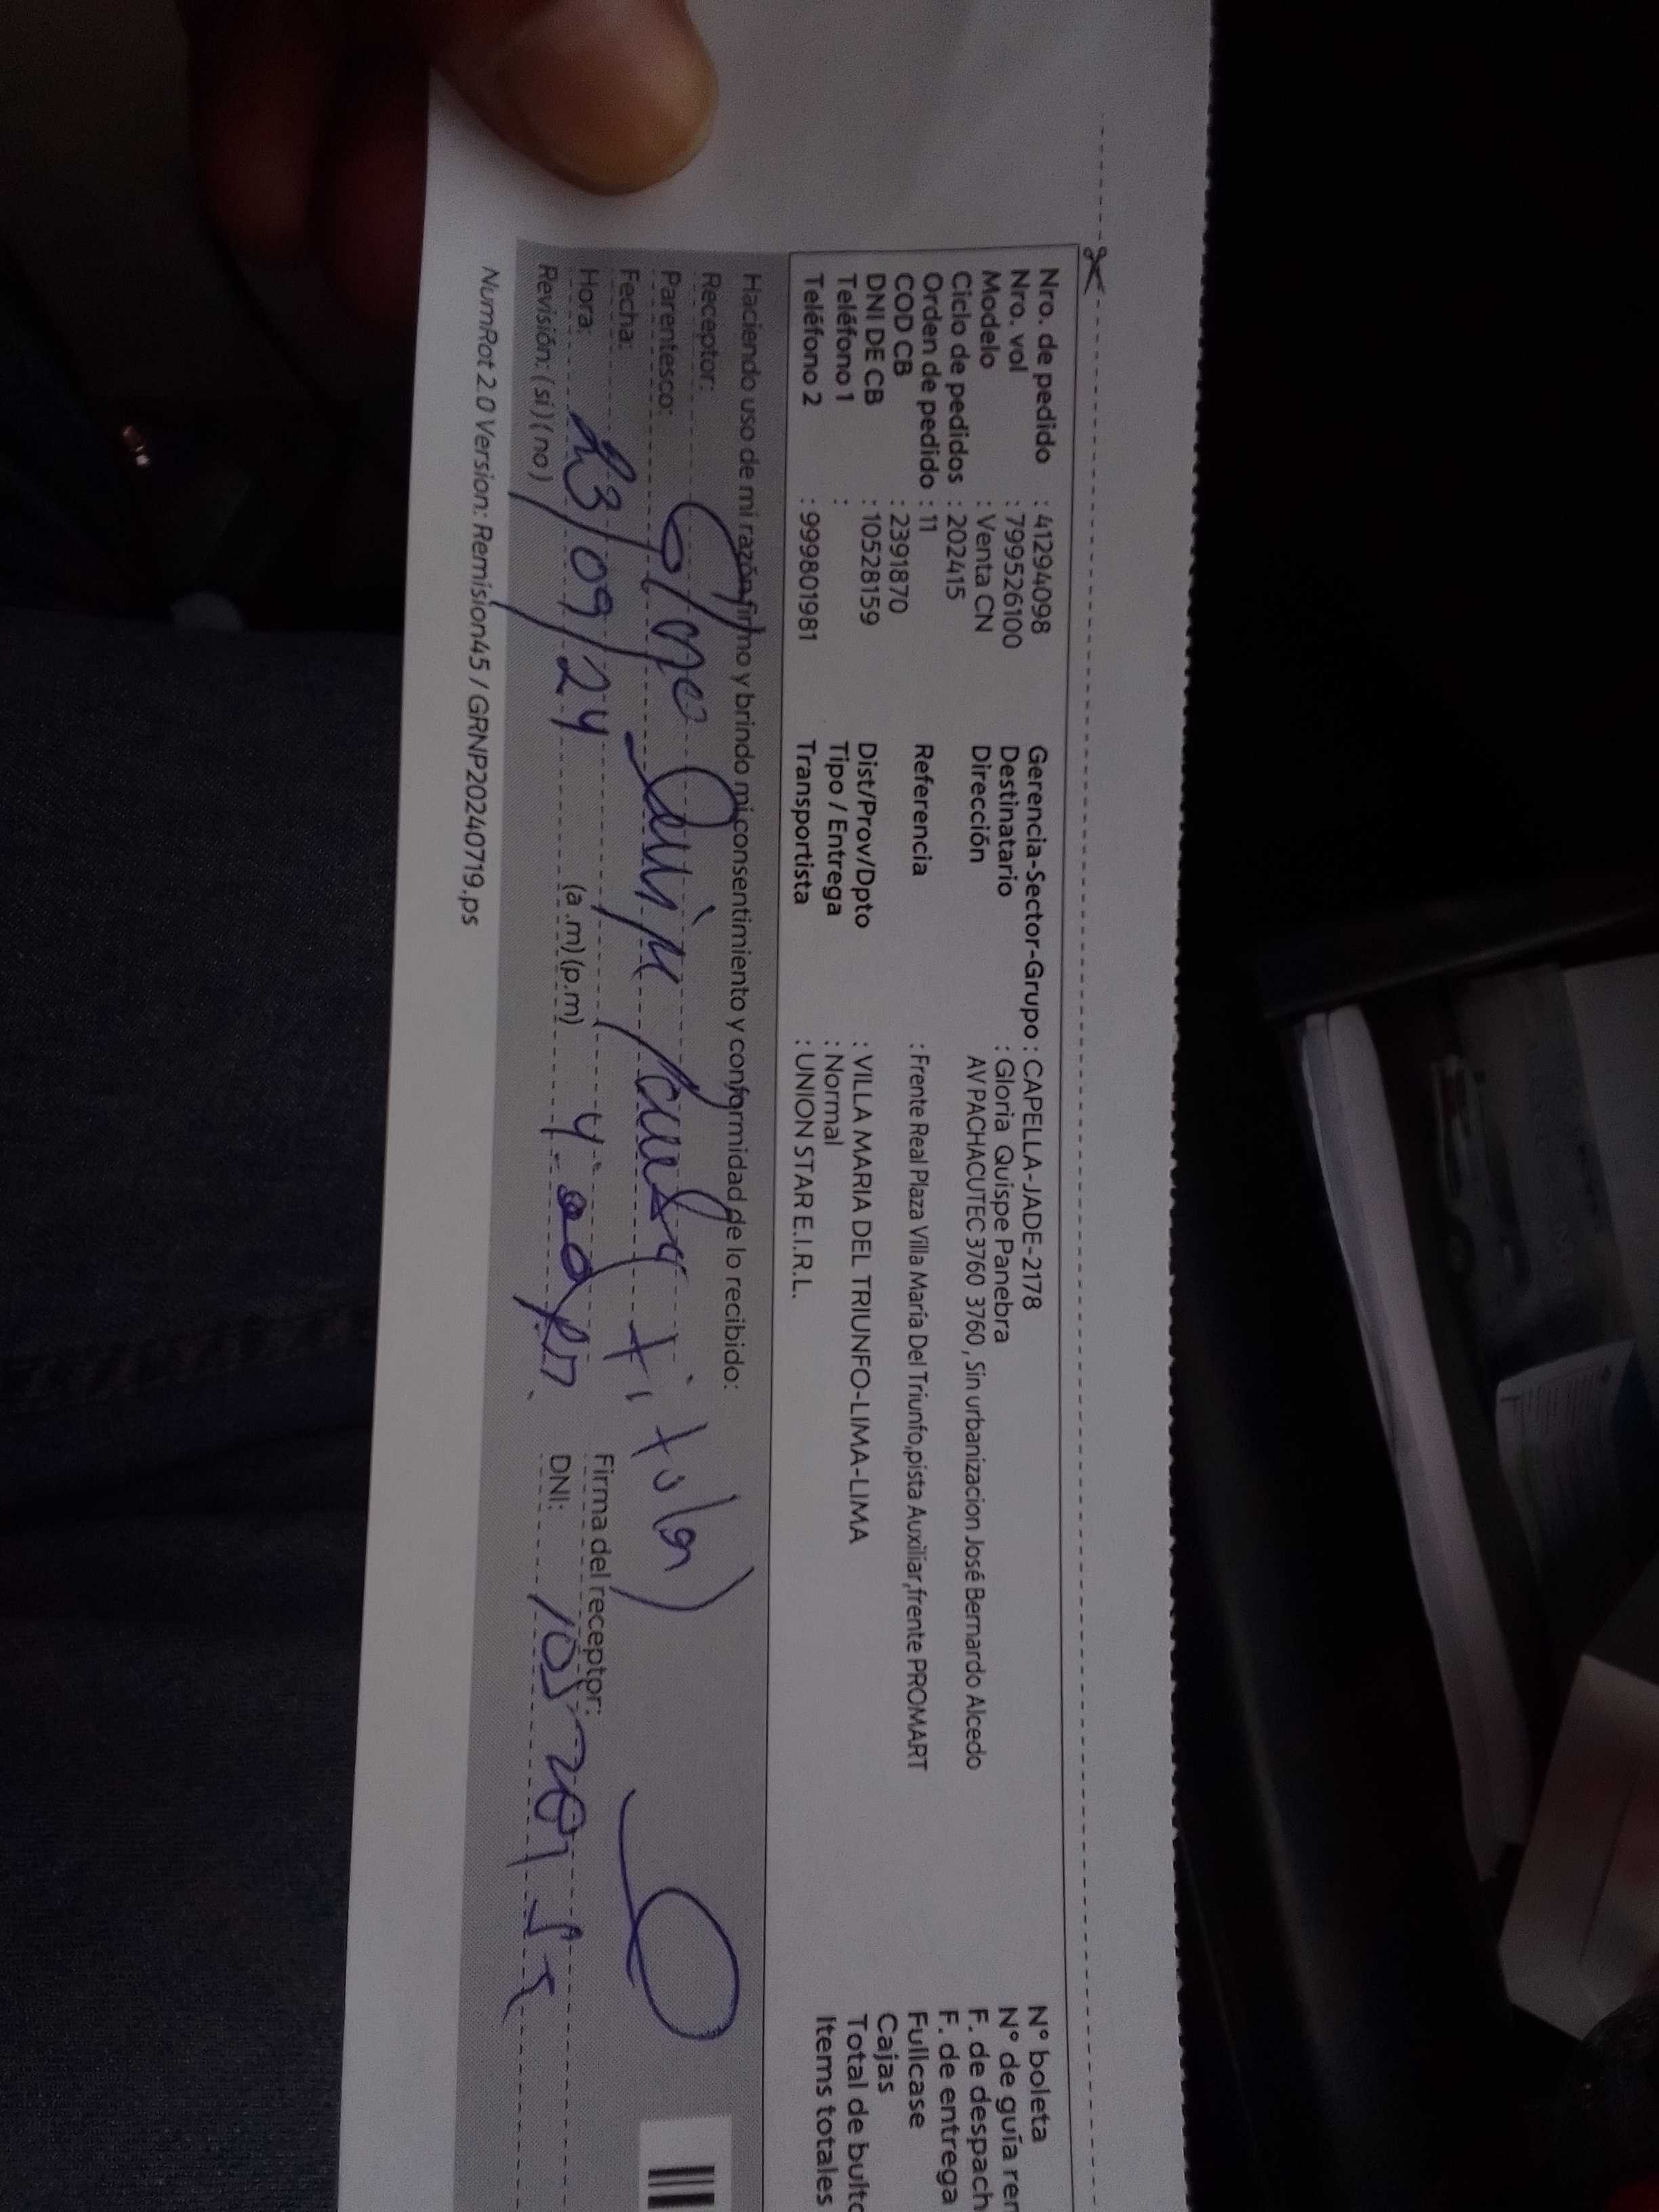 Nro. de pedido : 41294098
Nro. vol : 799526100
Modelo : Venta CN
Ciclo de pedidos : 202415
Orden de pedido : 11
COD CB : 2391870
DNI DE CB : 10528159
Teléfono 1 :
Teléfono 2 : 999801981
Gerencia-Sector-Grupo : CAPELLA-JADE-2178
Destinatario : Gloria Quispe Panebra
Dirección AV PACHACUTEC 3760 3760 , Sin urbanizacion José Bernardo Alcedo
Referencia : Frente Real Plaza Villa María Del Triunfo,pista Auxiliar,frente PROMART
Dist/Prov/Dpto : VILLA MARIA DEL TRIUNFO-LIMA-LIMA
Tipo / Entrega : Normal
Transportista : UNION STAR E.I.R.L.
N° boleta
N° de guía rem
F. de despach
F. de entrega
Fullcase
Cajas
Total de bulto
Items totales
Haciendo uso de mi razón firmo y brindo mi consentimiento y conformidad de lo recibido:
Receptor:
Parentesco:
Fecha:
Hora: 23/09/24 (a.m)(p.m)
Revisión: (si)(no)
Firma del receptor:
DNI:
NumRot 2.0 Version: Remision45 / GRNP20240719.ps